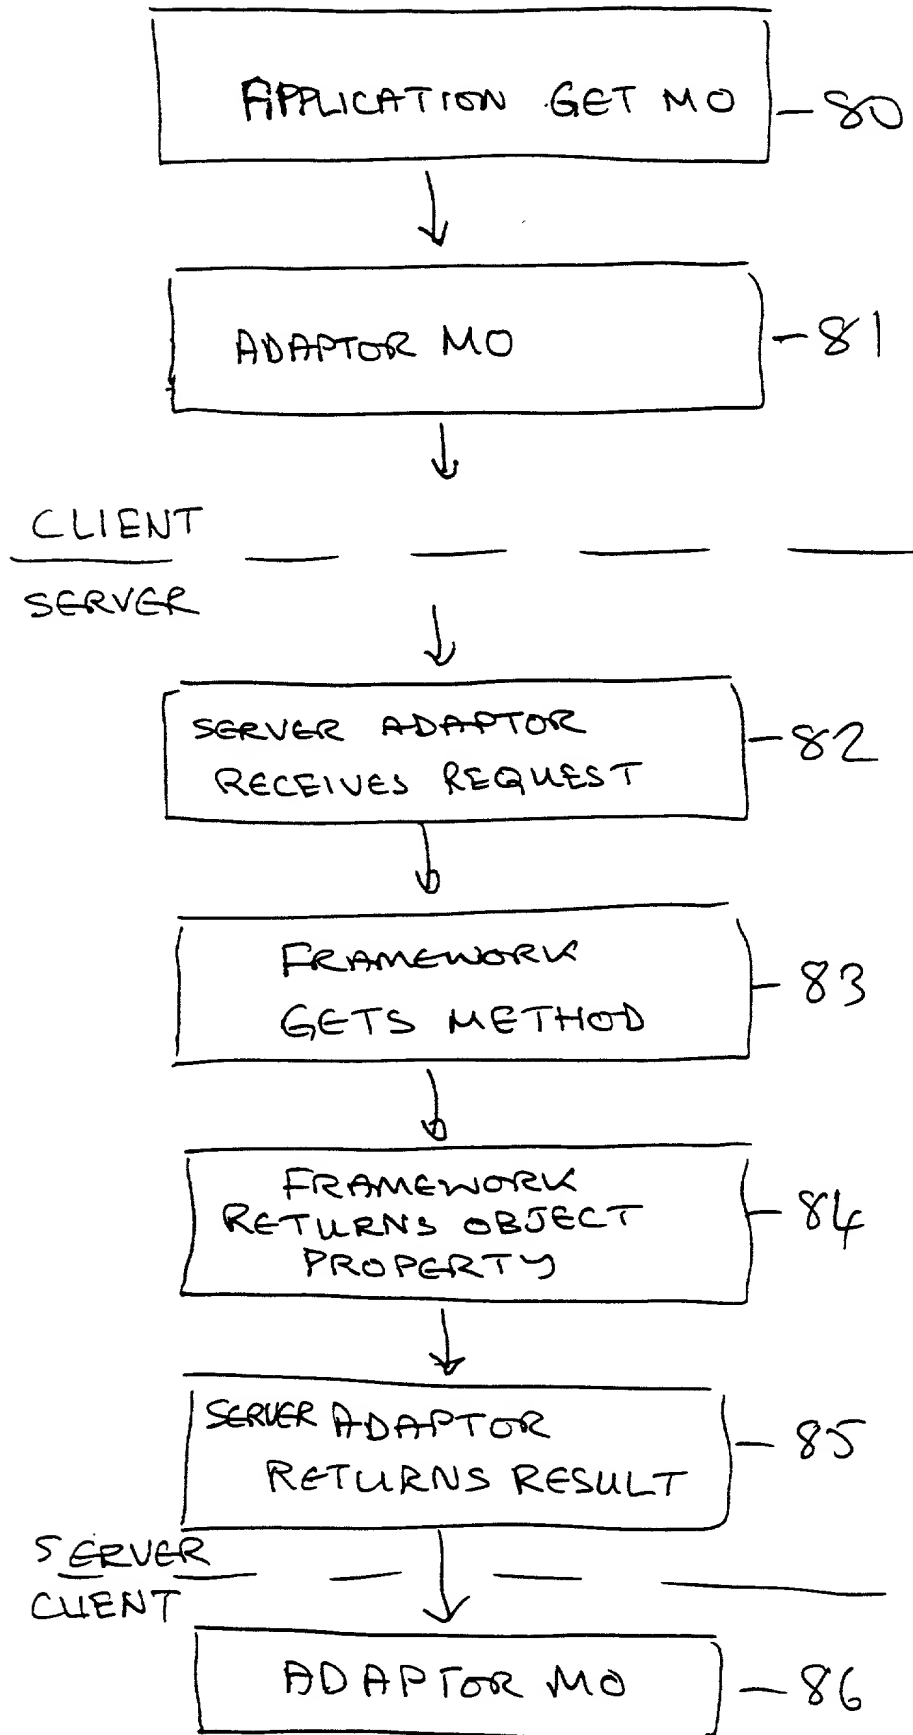 APPLICATION GET MO
80
ADAPTOR MO
81
CLIENT
SERVER
SERVER ADAPTOR
RECEIVES REQUEST
82
FRAMEWORK
GETS METHOD
83
FRAMEWORK
RETURNS OBJECT
PROPERTY
84
SERVER ADAPTOR
RETURNS RESULT
85
SERVER
CLIENT
ADAPTOR MO
86